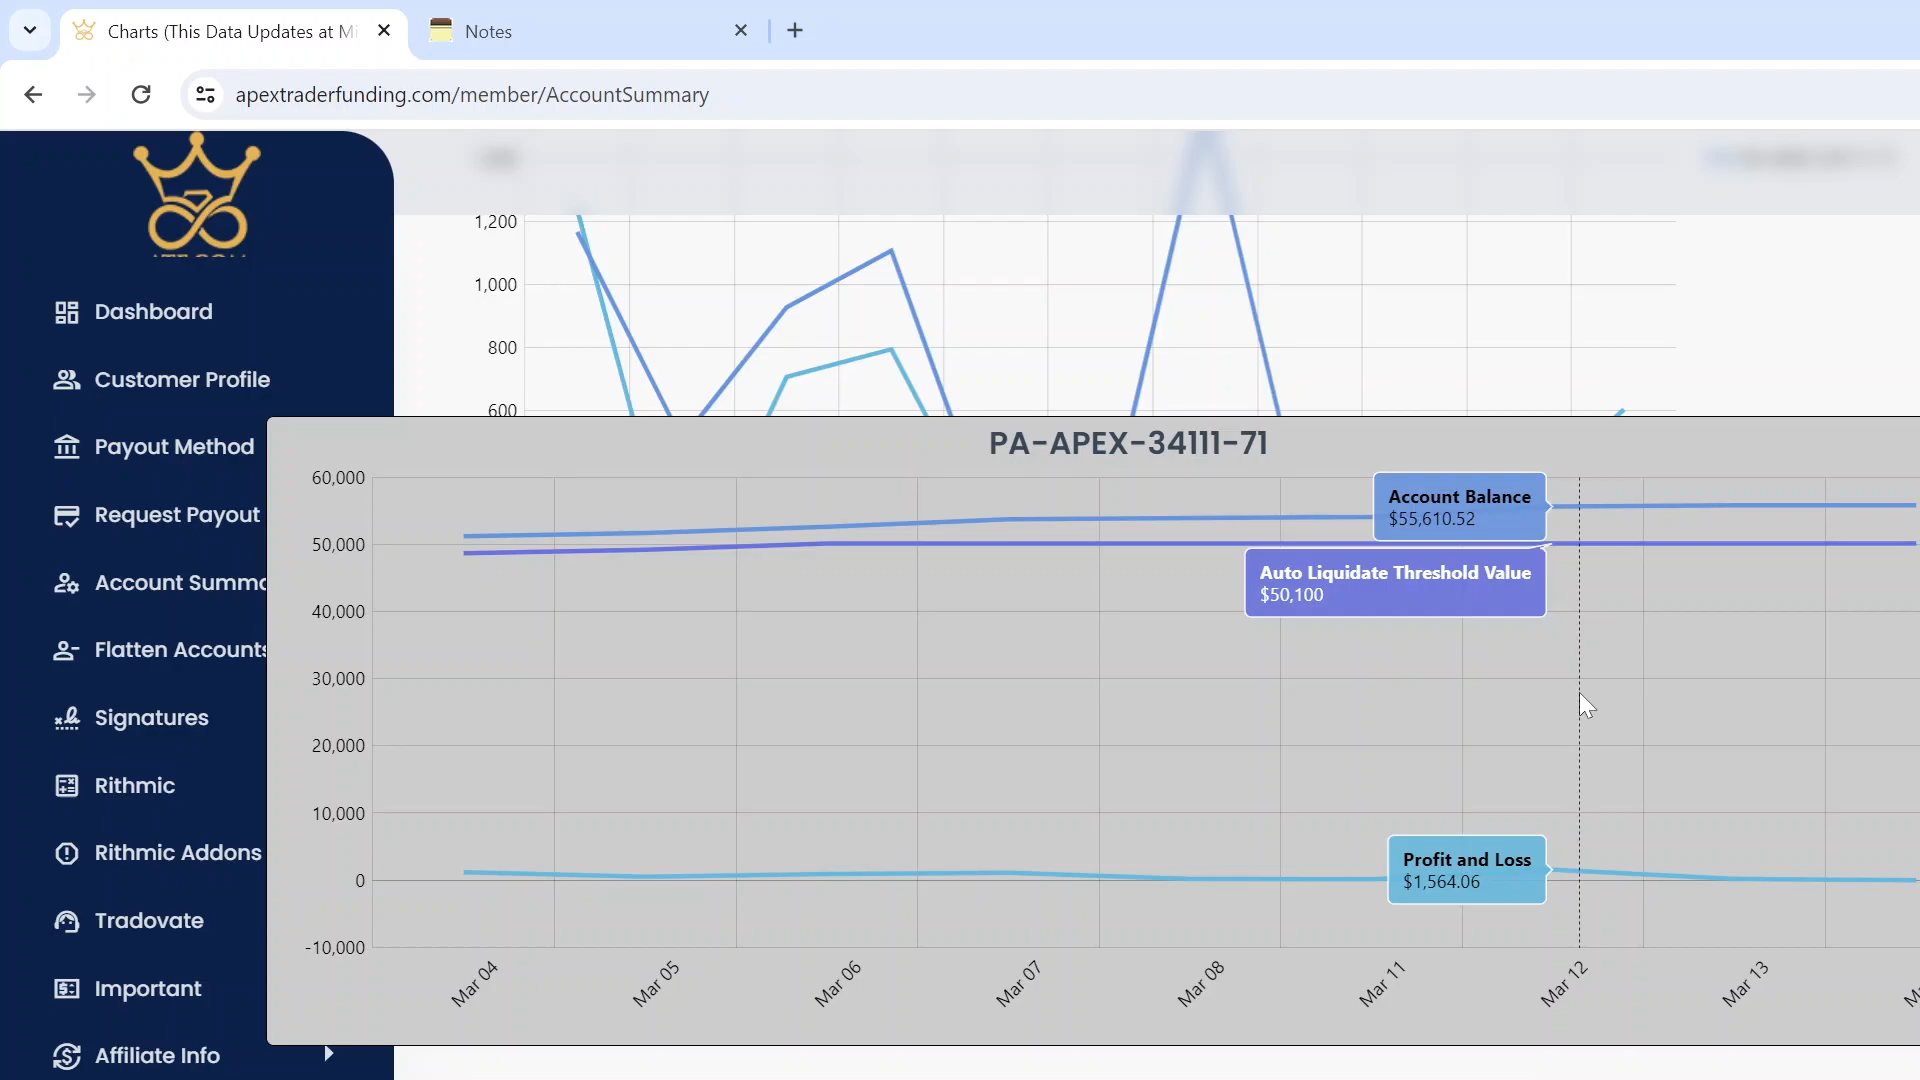 Charts (This Data Updates at Mi
Notes
apextraderfunding.com/member/AccountSummary
Dashboard
Customer Profile
Payout Method
Request Payout
Account Summa
Flatten Accounts
Signatures
Rithmic
Rithmic Addons
Tradovate
Important
Affiliate Info
1,200
1,000
800
600
PA-APEX-34111-71
60,000
50,000
40,000
30,000
20,000
10,000
0
-10,000
Account Balance
$55,610.52
Auto Liquidate Threshold Value
$50,100
Profit and Loss
$1,564.06
Mar 04
Mar 05
Mar 06
Mar 07
Mar 08
Mar 11
Mar 12
Mar 13